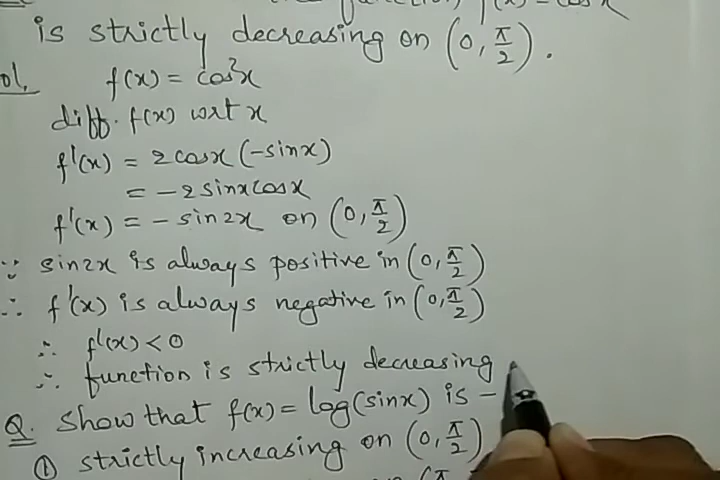 function, f(x) = cos²x
is strictly decreasing on (0, π/2).
Sol. f(x) = cos²x
diff. f(x) wrt x
f'(x) = 2cosx (-sinx)
= -2sinxcosx
f'(x) = -sin2x on (0, π/2)
∵ sin2x is always positive in (0, π/2)
∴ f'(x) is always negative in (0, π/2)
∴ f'(x) < 0
∴ function is strictly decreasing
Q. Show that f(x) = log(sinx) is –
① strictly increasing on (0, π/2)